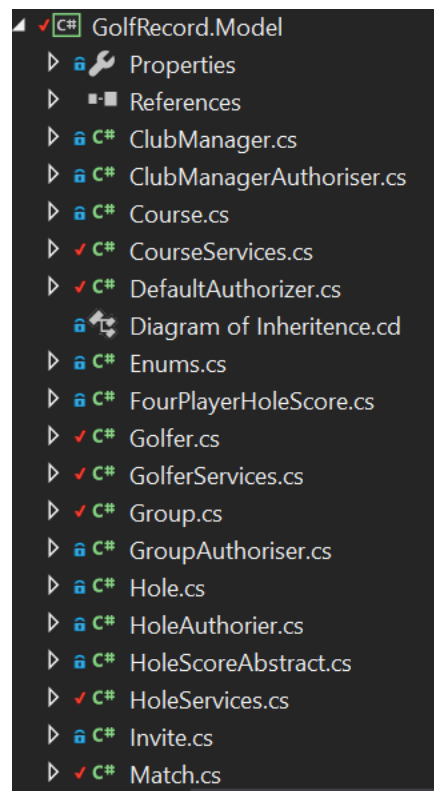 C# GolfRecord.Model
Properties
References
C# ClubManager.cs
C# ClubManagerAuthoriser.cs
C# Course.cs
C# CourseServices.cs
C# DefaultAuthorizer.cs
Diagram of Inheritence.cd
C# Enums.cs
C# FourPlayerHoleScore.cs
C# Golfer.cs
C# GolferServices.cs
C# Group.cs
C# GroupAuthoriser.cs
C# Hole.cs
C# HoleAuthorier.cs
C# HoleScoreAbstract.cs
C# HoleServices.cs
C# Invite.cs
C# Match.cs